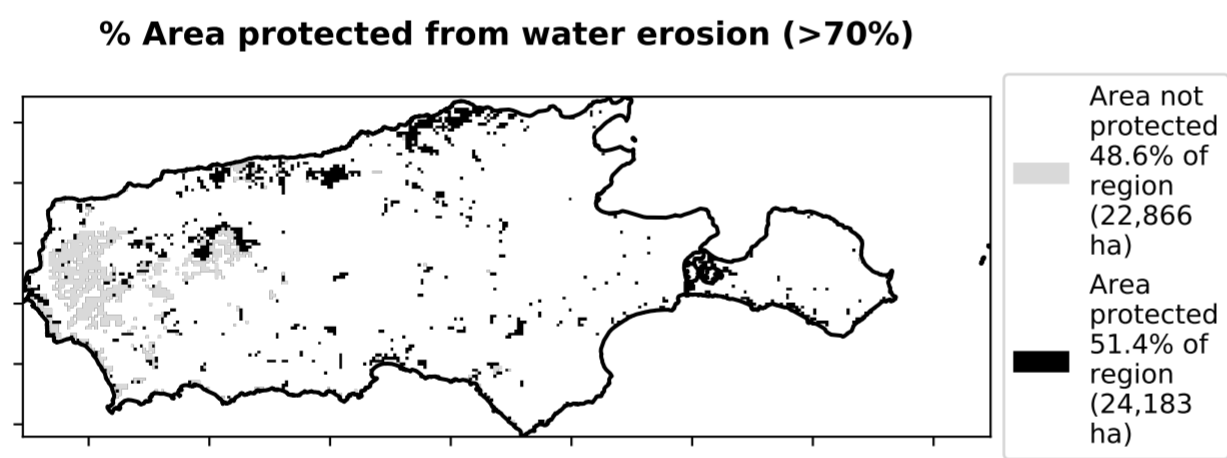 % Area protected from water erosion (>70%)
Area not
protected
48.6% of
region
(22,866
ha)
Area
protected
51.4% of
region
(24,183
ha)